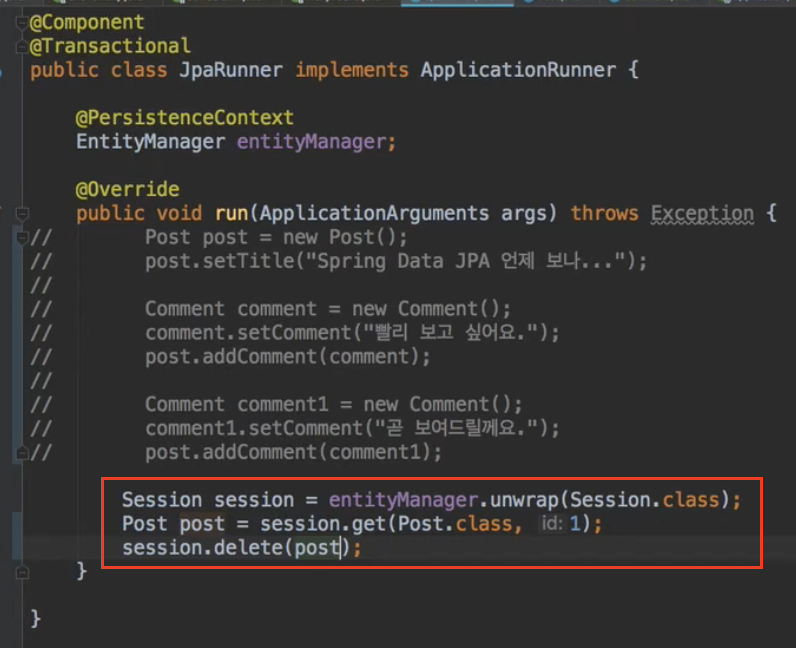 @Component
@Transactional
public class JpaRunner implements ApplicationRunner {
@PersistenceContext
EntityManager entityManager;
@Override
public void run(ApplicationArguments args) throws Exception {
//        Post post = new Post();
//        post.setTitle("Spring Data JPA 언제 보나...");
//
//        Comment comment = new Comment();
//        comment.setComment("빨리 보고 싶어요.");
//        post.addComment(comment);
//
//        Comment comment1 = new Comment();
//        comment1.setComment("곧 보여드릴께요.");
//        post.addComment(comment1);
Session session = entityManager.unwrap(Session.class);
Post post = session.get(Post.class, id: 1);
session.delete(post);
}
}